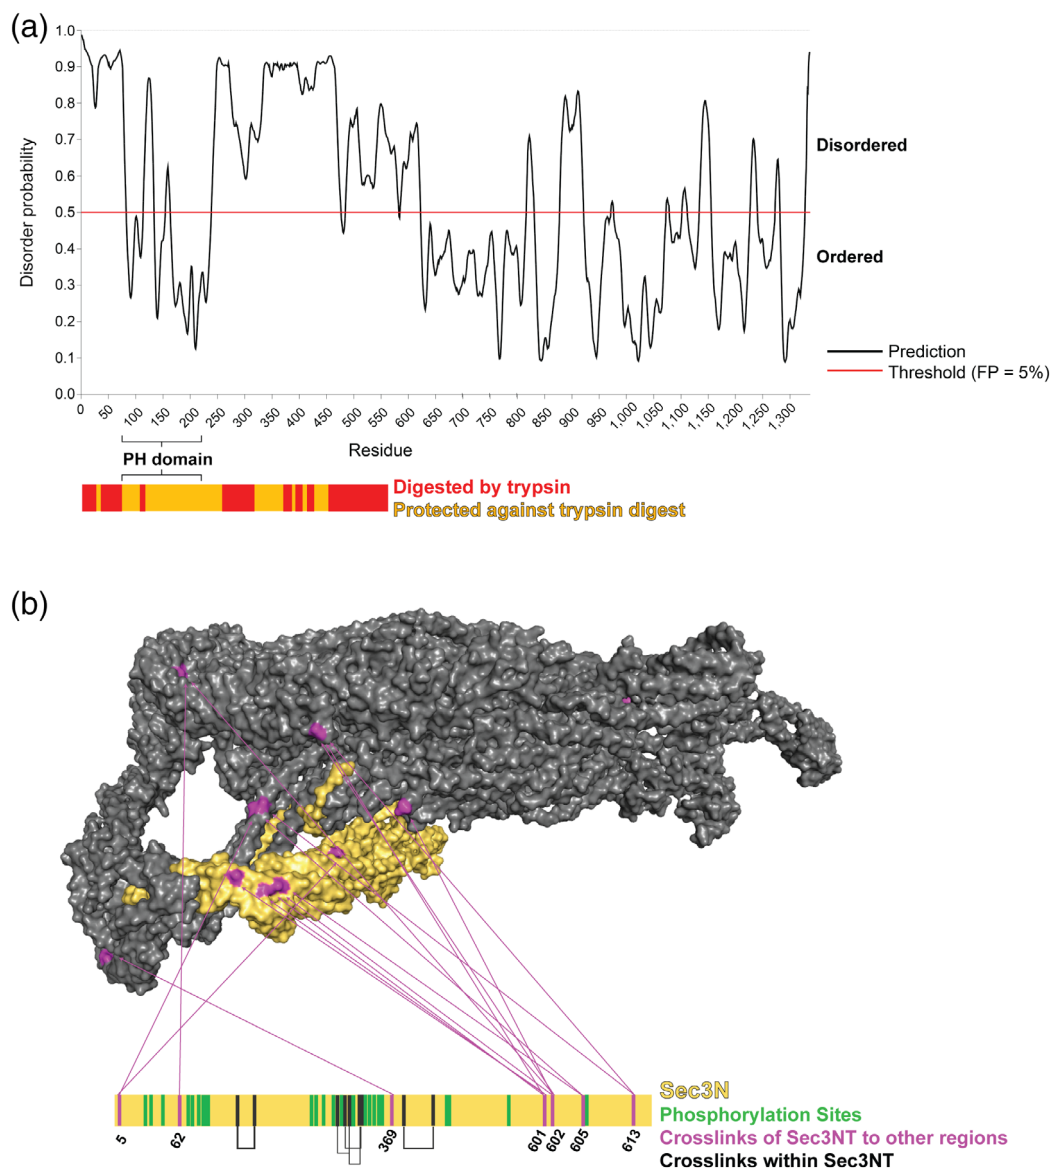 (a)
1.0
0.9
0.8
0.7
0.6
0.5
0.4
0.3
0.2
0.1
0.0
Disorder probability
Disordered
Ordered
Prediction
Threshold (FP = 5%)
0 50 100 150 200 250 300 350 400 450 500 550 600 650 700 750 800 850 900 950 1,000 1,050 1,100 1,150 1,200 1,250 1,300
Residue
PH domain
Digested by trypsin
Protected against trypsin digest
(b)
Sec3N
Phosphorylation Sites
Crosslinks of Sec3NT to other regions
Crosslinks within Sec3NT
5 62 369 601 602 605 613